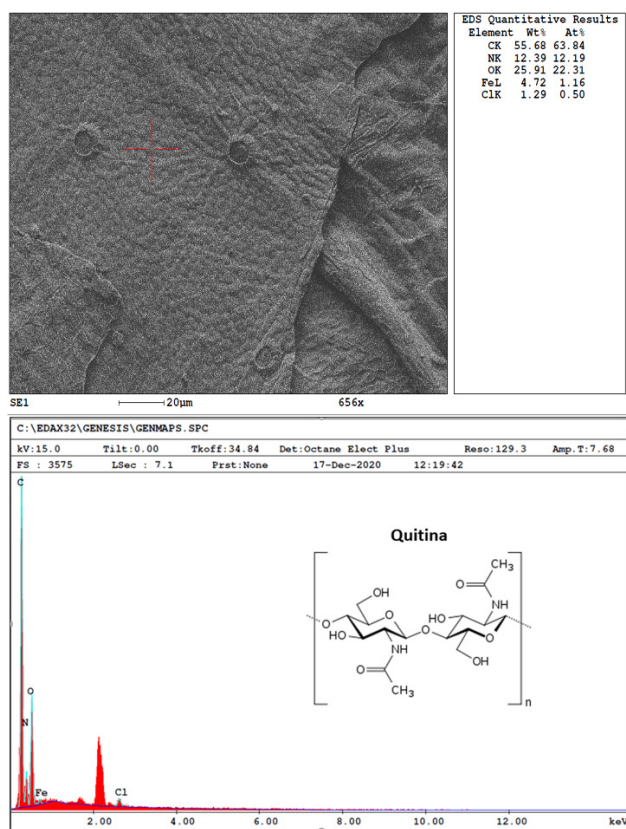 EDS Quantitative Results
Element Wt% At%
CK 55.68 63.84
NK 12.39 12.19
OK 25.91 22.31
FeL 4.72 1.16
ClK 1.29 0.50
SE1 20µm 656x
C:\EDAX32\GENESIS\GENMAPS.SPC
kV:15.0 Tilt:0.00 Tkoff:34.84 Det:Octane Elect Plus Reso:129.3 Amp.T:7.68
FS : 3575 LSec : 7.1 Prst:None 17-Dec-2020 12:19:42
C
Quitina
CH3
O
NH
OH
O
HO
O
O
O
HO
NH
O
OH
O
CH3
n
O
N
Fe
Cl
2.00 4.00 6.00 8.00 10.00 12.00 keV